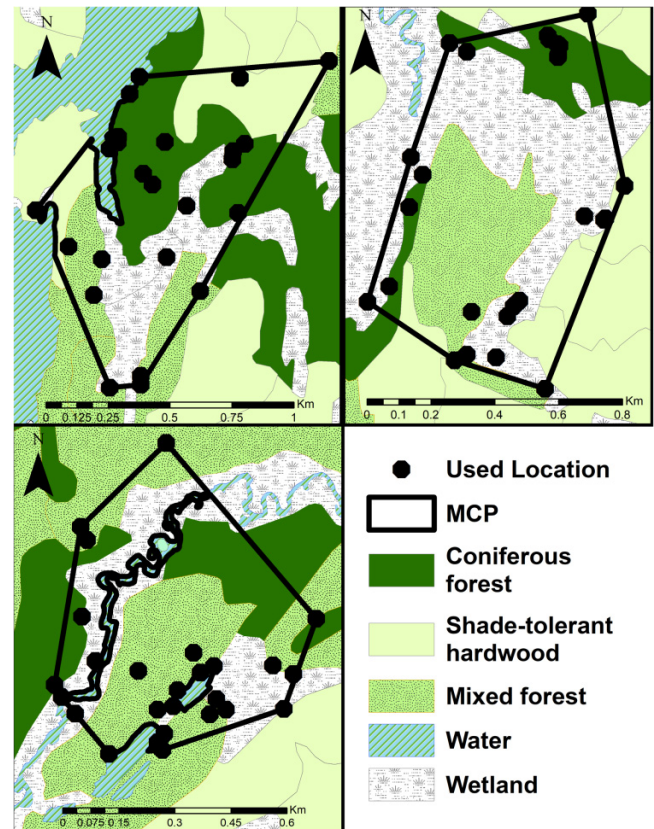 N
Km
0 0.125 0.25 0.5 0.75 1
N
Km
0 0.1 0.2 0.4 0.6 0.8
N
Km
0 0.075 0.15 0.3 0.45 0.6
Used Location
MCP
Coniferous
forest
Shade-tolerant
hardwood
Mixed forest
Water
Wetland